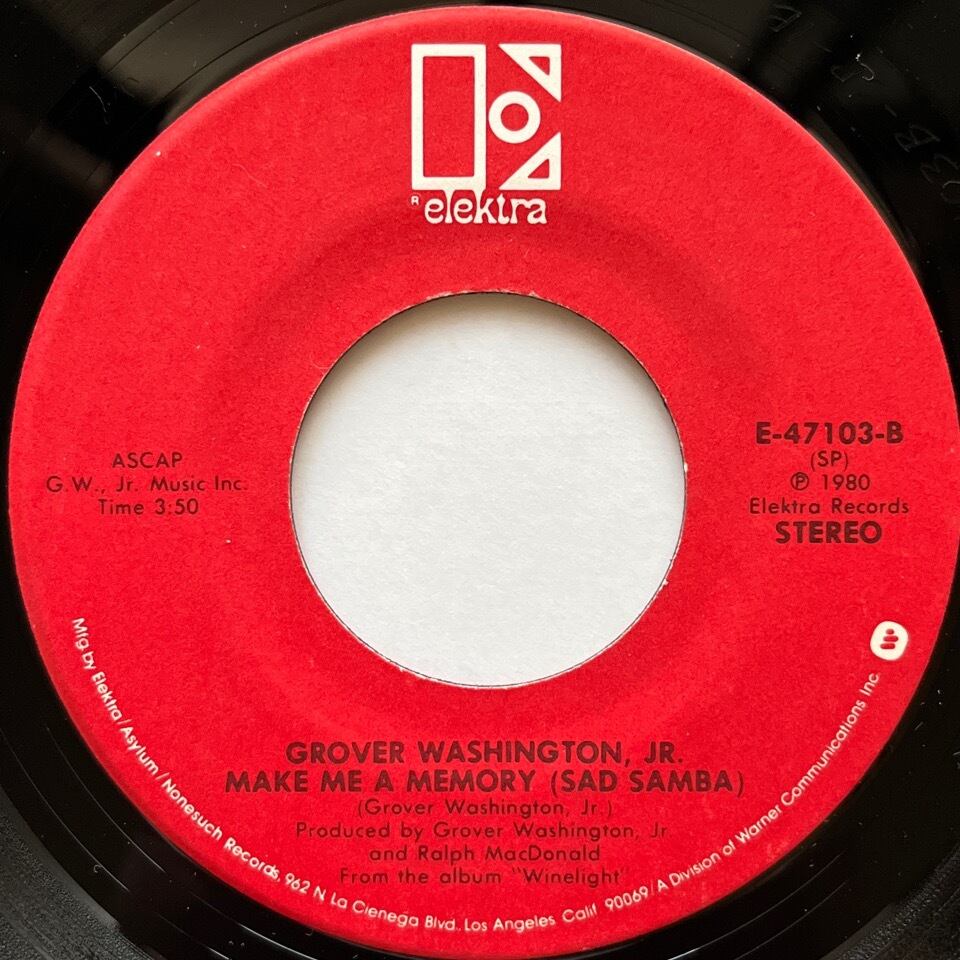 R
elektra
ASCAP
G.W., Jr. Music Inc.
Time 3:50
E-47103-B
(SP)
℗ 1980
Elektra Records
STEREO
GROVER WASHINGTON, JR.
MAKE ME A MEMORY (SAD SAMBA)
(Grover Washington, Jr.)
Produced by Grover Washington, Jr.
and Ralph MacDonald
From the album "Winelight"
Mfg. by Elektra/Asylum/Nonesuch Records, 962 N. La Cienega Blvd. Los Angeles Calif 90069/A Division of Warner Communications Inc.